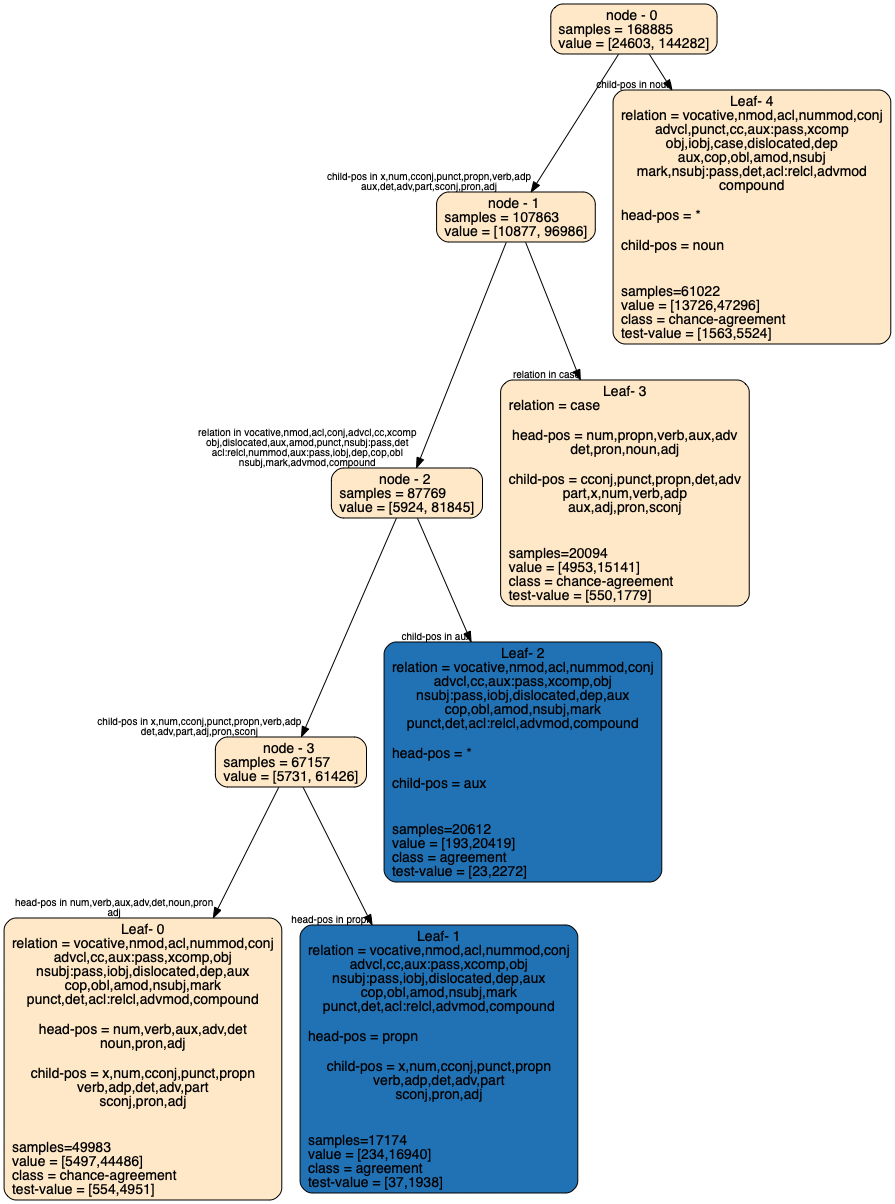 node - 0
samples = 168885
value = [24603, 144282]
child-pos in noun
Leaf- 4
relation = vocative,nmod,acl,nummod,conj
advcl,punct,cc,aux:pass,xcomp
obj,iobj,case,dislocated,dep
aux,cop,obl,amod,nsubj
mark,nsubj:pass,det,acl:relcl,advmod
compound
head-pos = *
child-pos = noun
samples=61022
value = [13726,47296]
class = chance-agreement
test-value = [1563,5524]
child-pos in x,num,cconj,punct,propn,verb,adp
aux,det,adv,part,sconj,pron,adj
node - 1
samples = 107863
value = [10877, 96986]
relation in case
Leaf- 3
relation = case
head-pos = num,propn,verb,aux,adv
det,pron,noun,adj
child-pos = cconj,punct,propn,det,adv
part,x,num,verb,adp
aux,adj,pron,sconj
samples=20094
value = [4953,15141]
class = chance-agreement
test-value = [550,1779]
relation in vocative,nmod,acl,conj,advcl,cc,xcomp
obj,dislocated,aux,amod,punct,nsubj:pass,det
acl:relcl,nummod,aux:pass,iobj,dep,cop,obl
nsubj,mark,advmod,compound
node - 2
samples = 87769
value = [5924, 81845]
child-pos in aux
Leaf- 2
relation = vocative,nmod,acl,nummod,conj
advcl,cc,aux:pass,xcomp,obj
nsubj:pass,iobj,dislocated,dep,aux
cop,obl,amod,nsubj,mark
punct,det,acl:relcl,advmod,compound
head-pos = *
child-pos = aux
samples=20612
value = [193,20419]
class = agreement
test-value = [23,2272]
child-pos in x,num,cconj,punct,propn,verb,adp
det,adv,part,adj,pron,sconj
node - 3
samples = 67157
value = [5731, 61426]
head-pos in num,verb,aux,adv,det,noun,pron
adj
Leaf- 0
relation = vocative,nmod,acl,nummod,conj
advcl,cc,aux:pass,xcomp,obj
nsubj:pass,iobj,dislocated,dep,aux
cop,obl,amod,nsubj,mark
punct,det,acl:relcl,advmod,compound
head-pos = num,verb,aux,adv,det
noun,pron,adj
child-pos = x,num,cconj,punct,propn
verb,adp,det,adv,part
sconj,pron,adj
samples=49983
value = [5497,44486]
class = chance-agreement
test-value = [554,4951]
head-pos in propn
Leaf- 1
relation = vocative,nmod,acl,nummod,conj
advcl,cc,aux:pass,xcomp,obj
nsubj:pass,iobj,dislocated,dep,aux
cop,obl,amod,nsubj,mark
punct,det,acl:relcl,advmod,compound
head-pos = propn
child-pos = x,num,cconj,punct,propn
verb,adp,det,adv,part
sconj,pron,adj
samples=17174
value = [234,16940]
class = agreement
test-value = [37,1938]